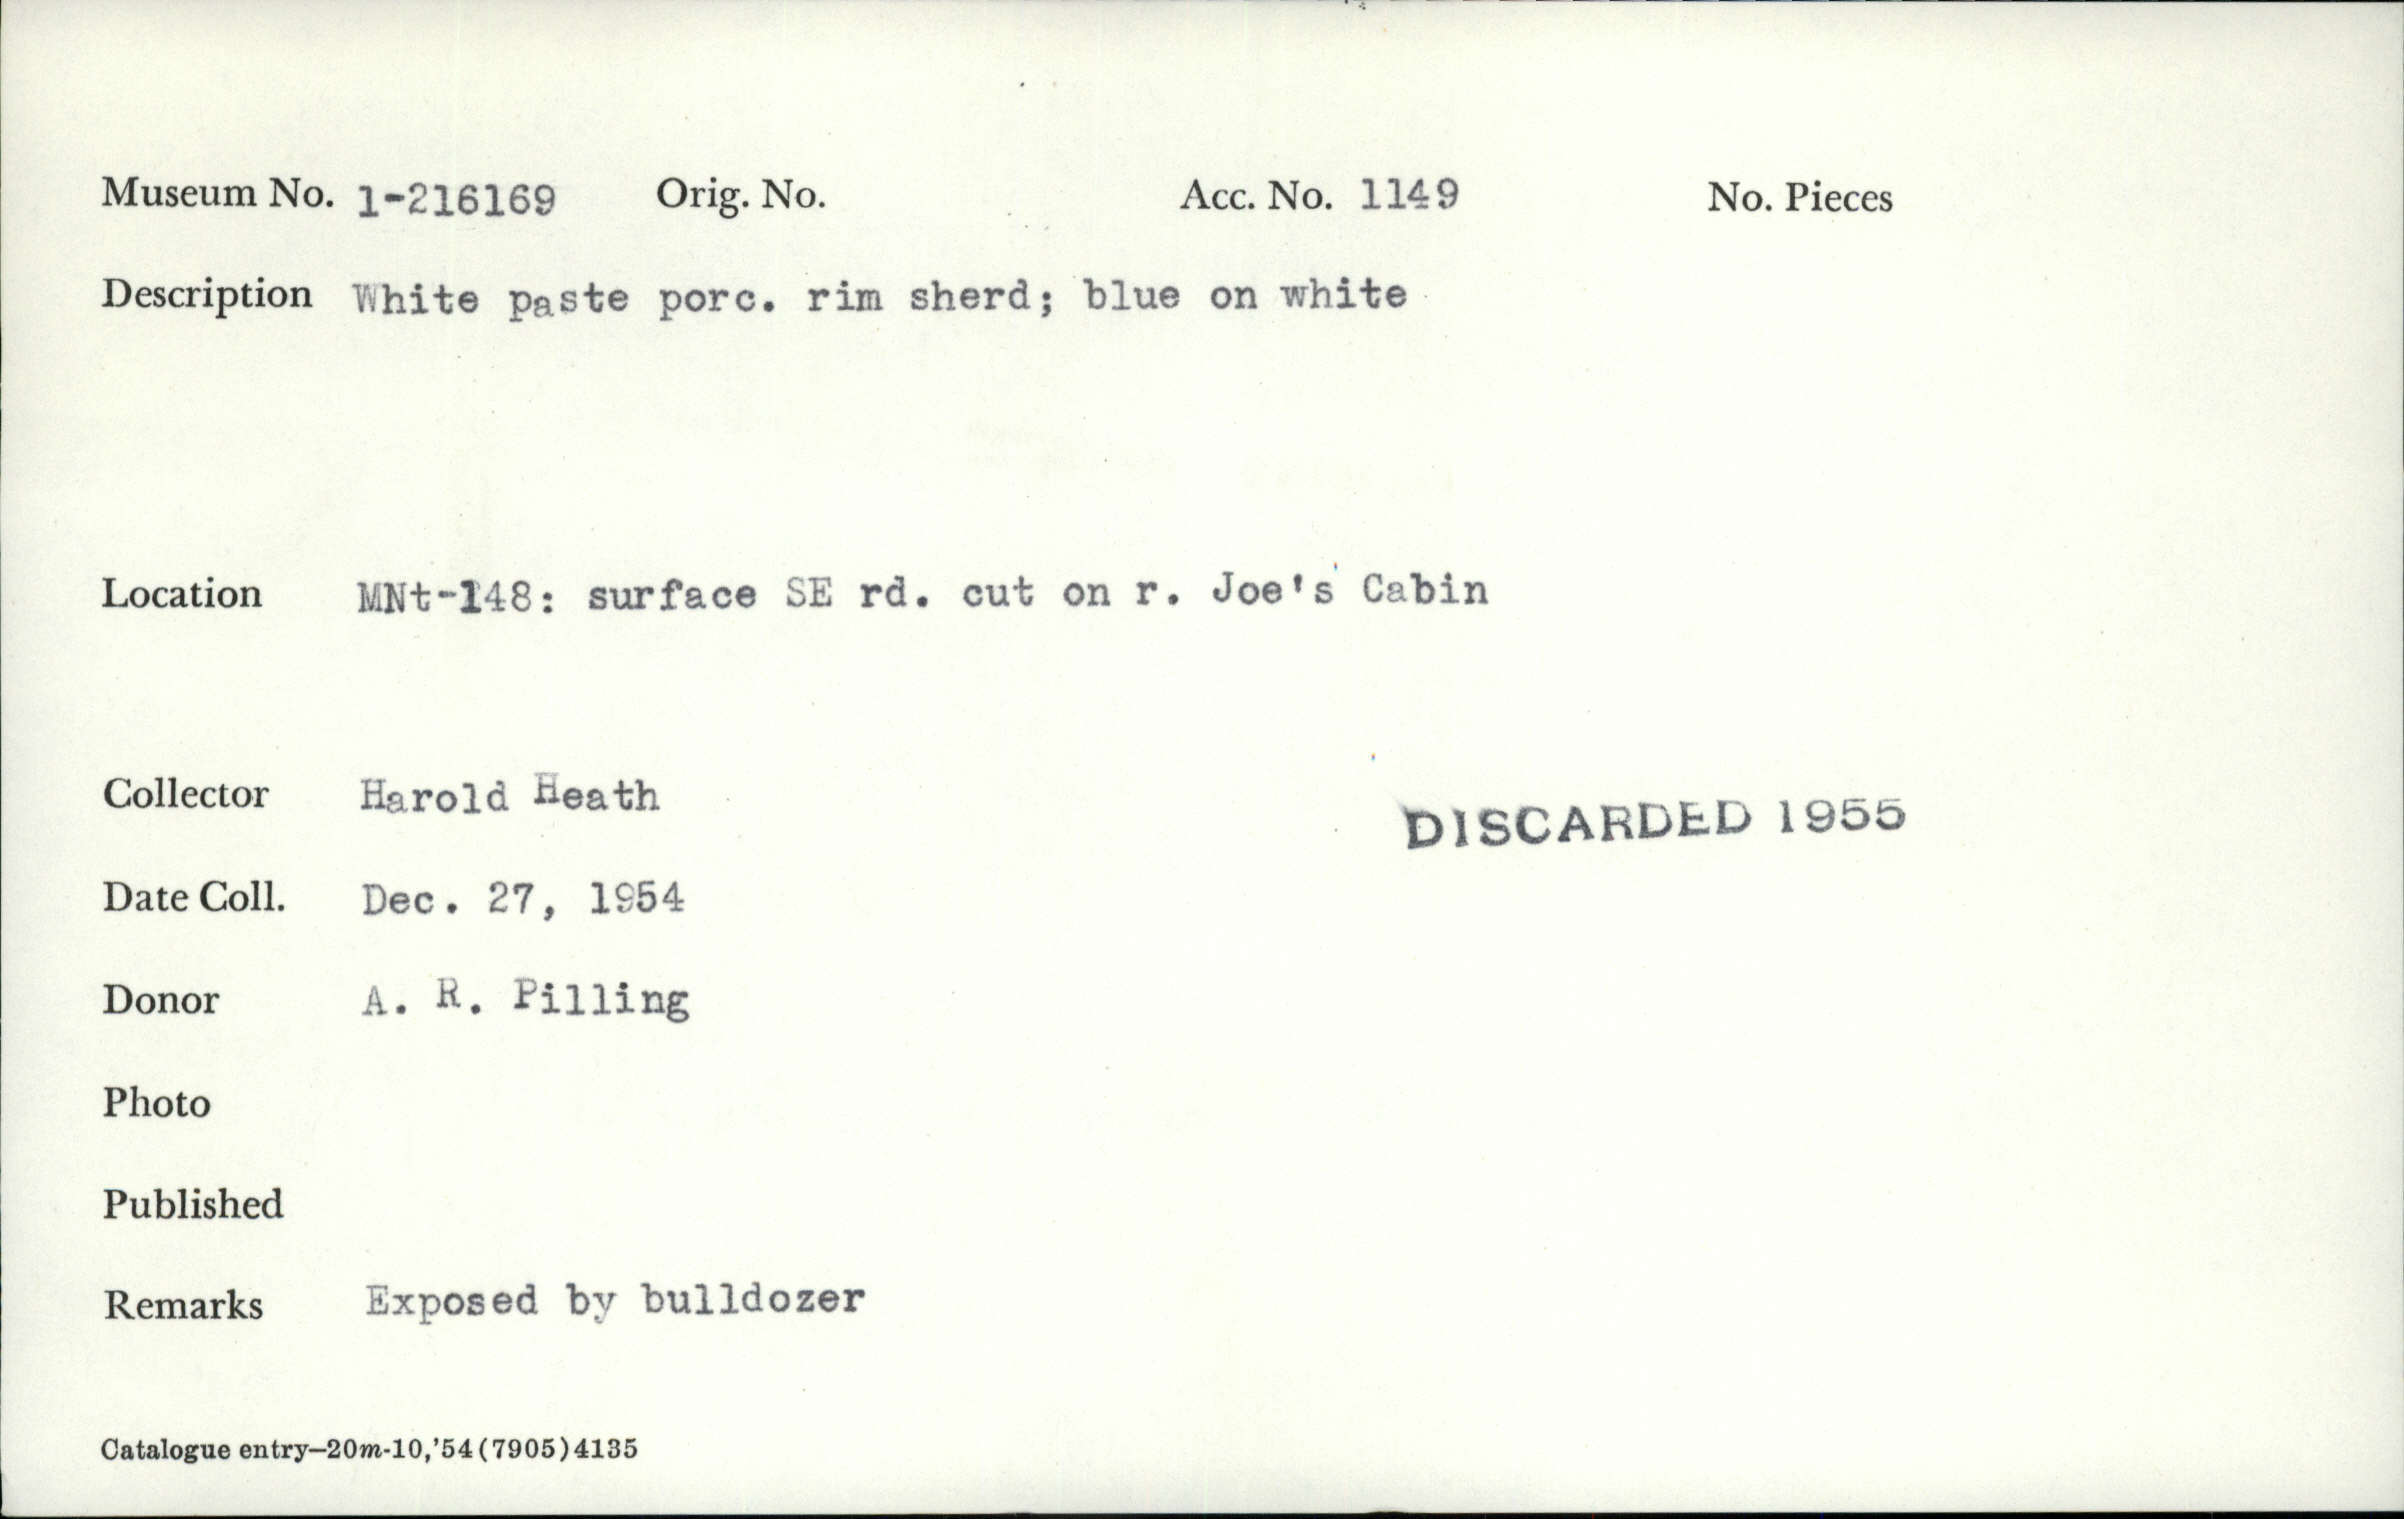 Museum No. 1-216169 Orig. No. Acc. No. 1149 No. Pieces
Description White paste porc. rim sherd; blue on white
Location MNt-148: surface SE rd. cut on r. Joe's Cabin
Collector Harold Heath
DISCARDED 1955
Date Coll. Dec. 27, 1954
Donor A. R. Pilling
Photo
Published
Remarks Exposed by bulldozer
Catalogue entry—20m-10,'54(7905)4135